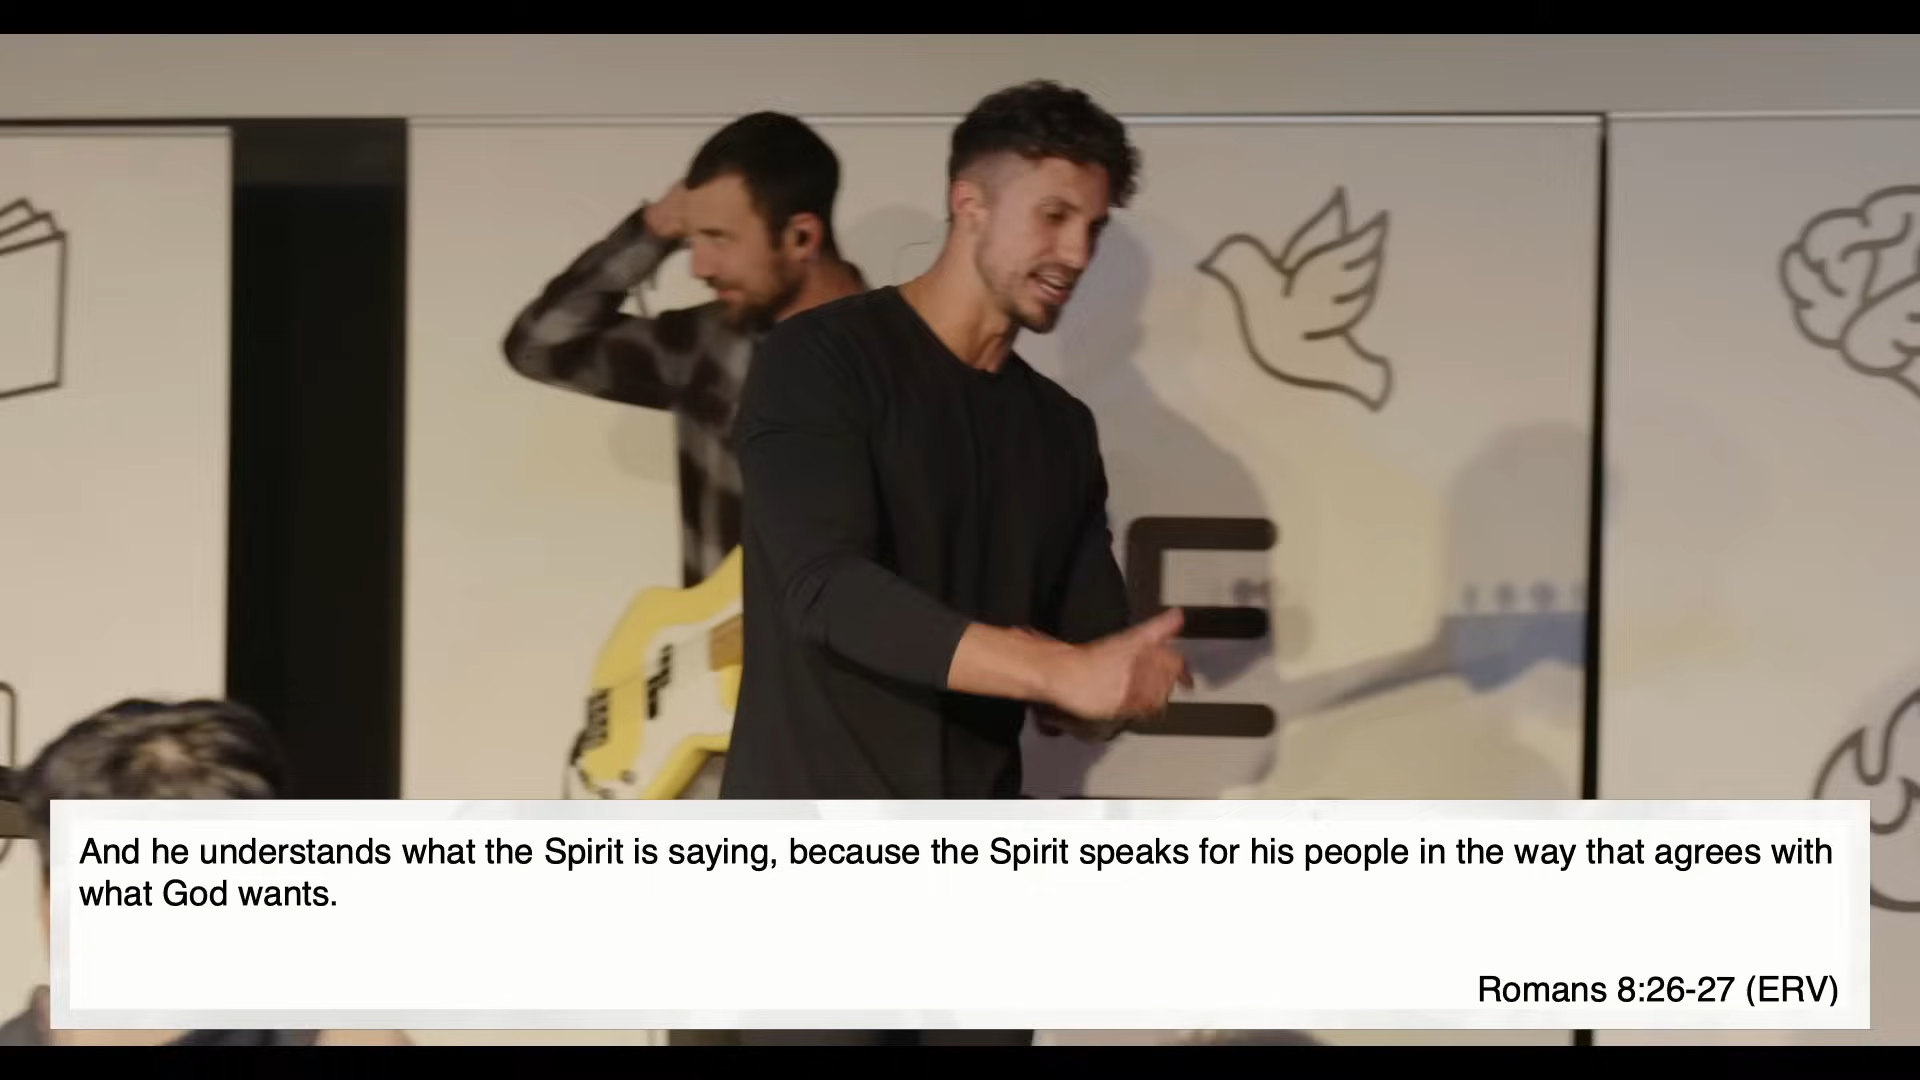 E
And he understands what the Spirit is saying, because the Spirit speaks for his people in the way that agrees with
what God wants.
Romans 8:26-27 (ERV)